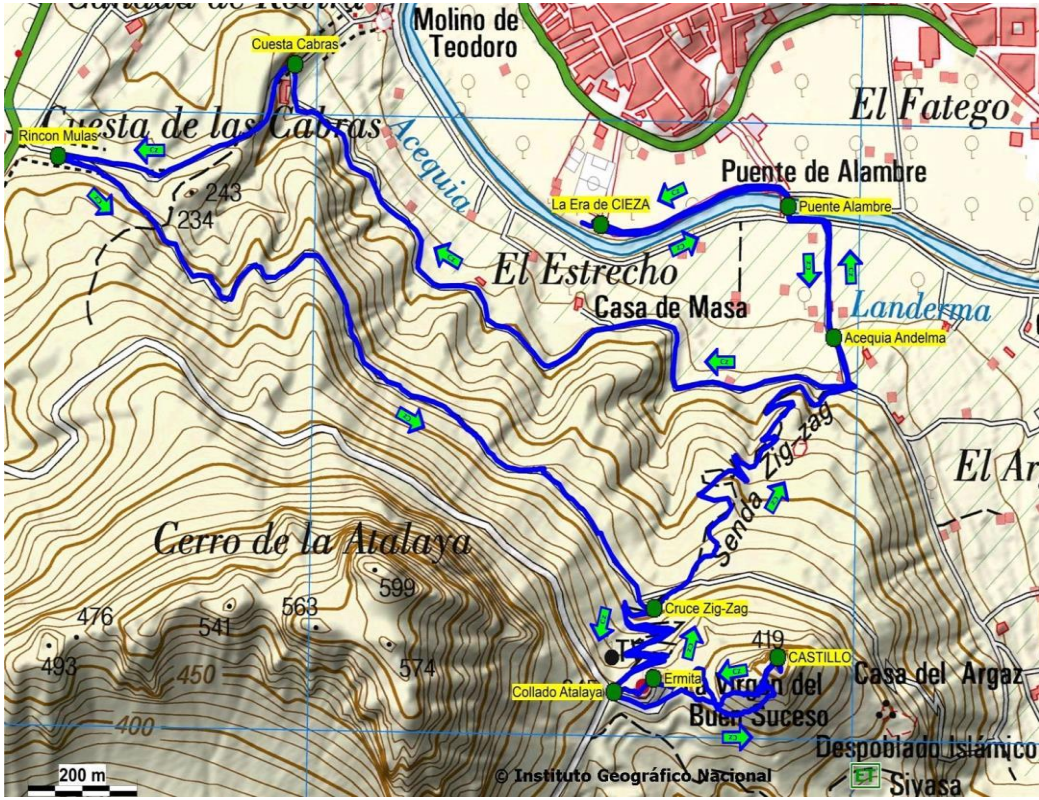 Molino de
Teodoro
Cuesta Cabras
El Fatego
Cuesta de las Cabras
Rincon Mulas
Acequia
Puente de Alambre
243
234
La Era de CIEZA
Puente Alambre
El Estrecho
Casa de Masa
Landerma
Acequia Andelma
Senda Zig-zag
Cerro de la Atalaya
599
563
541
476
493
574
450
400
Cruce Zig-Zag
419
CASTILLO
Ermita
Collado Atalaya
Virgen del
Buen Suceso
Casa del Argaz
Despoblado Islámico
Siyasa
200 m
© Instituto Geográfico Nacional